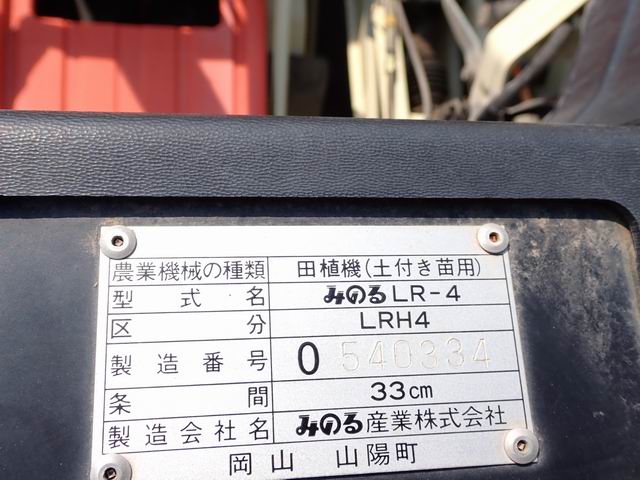 農業機械の種類 田植機(土付き苗用)
型式名 みのるLR-4
区分 LRH4
製造番号 0 540334
条間 33cm
製造会社名 みのる産業株式会社
岡山 山陽町